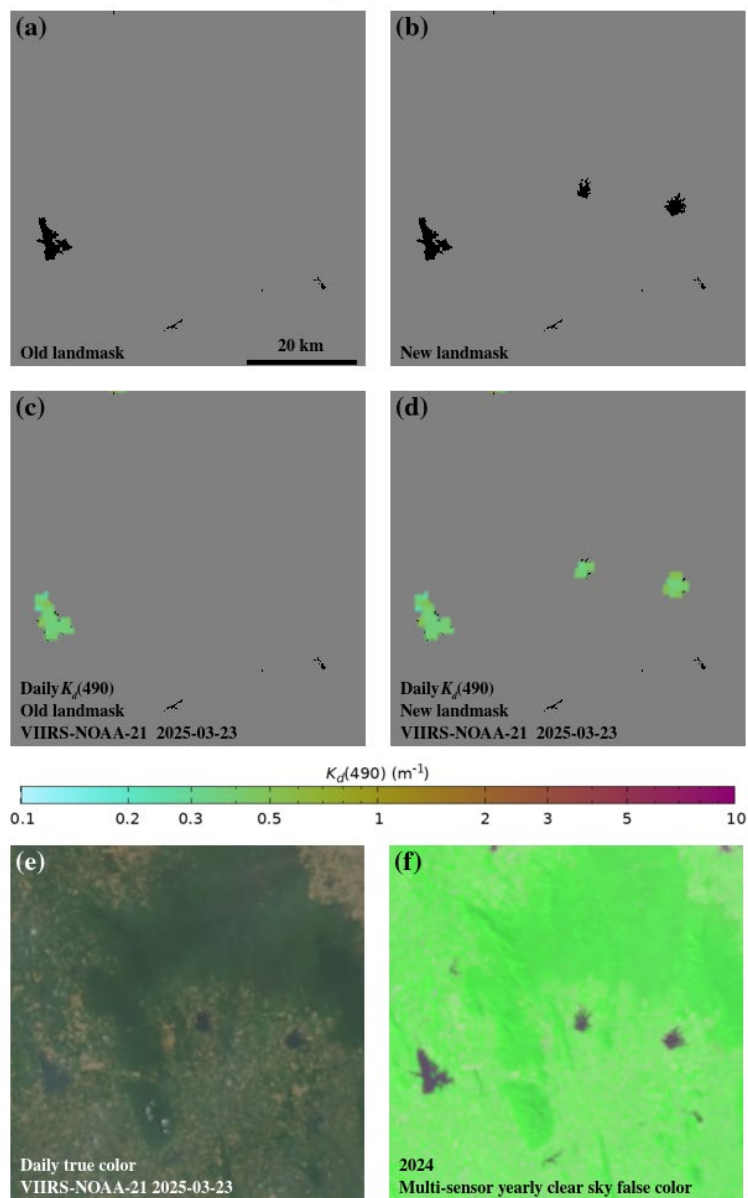 (a)
(b)
Old landmask
20 km
New landmask
(c)
(d)
Daily K_d(490)
Old landmask
VIIRS-NOAA-21 2025-03-23
Daily K_d(490)
New landmask
VIIRS-NOAA-21 2025-03-23
K_d(490) (m⁻¹)
0.1 0.2 0.3 0.5 1 2 3 5 10
(e)
(f)
Daily true color
VIIRS-NOAA-21 2025-03-23
2024
Multi-sensor yearly clear sky false color